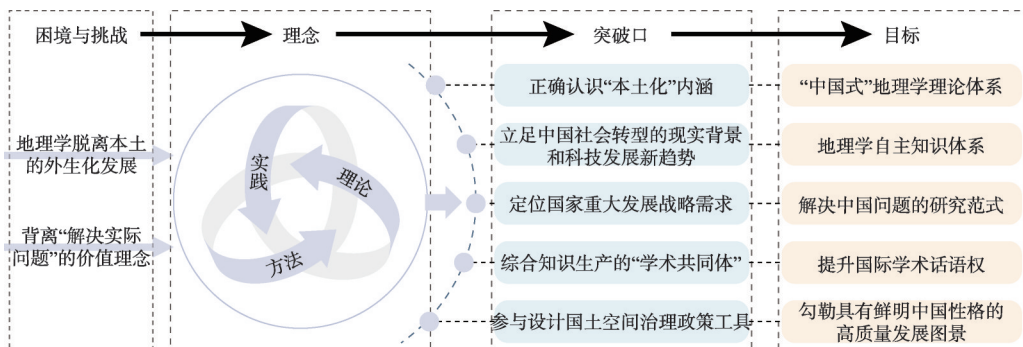 困境与挑战
理念
突破口
目标
地理学脱离本土
的外生化发展
背离“解决实际
问题”的价值理念
实践
理论
方法
正确认识“本土化”内涵
立足中国社会转型的现实背景
和科技发展新趋势
定位国家重大发展战略需求
综合知识生产的“学术共同体”
参与设计国土空间治理政策工具
“中国式”地理学理论体系
地理学自主知识体系
解决中国问题的研究范式
提升国际学术话语权
勾勒具有鲜明中国性格的
高质量发展图景